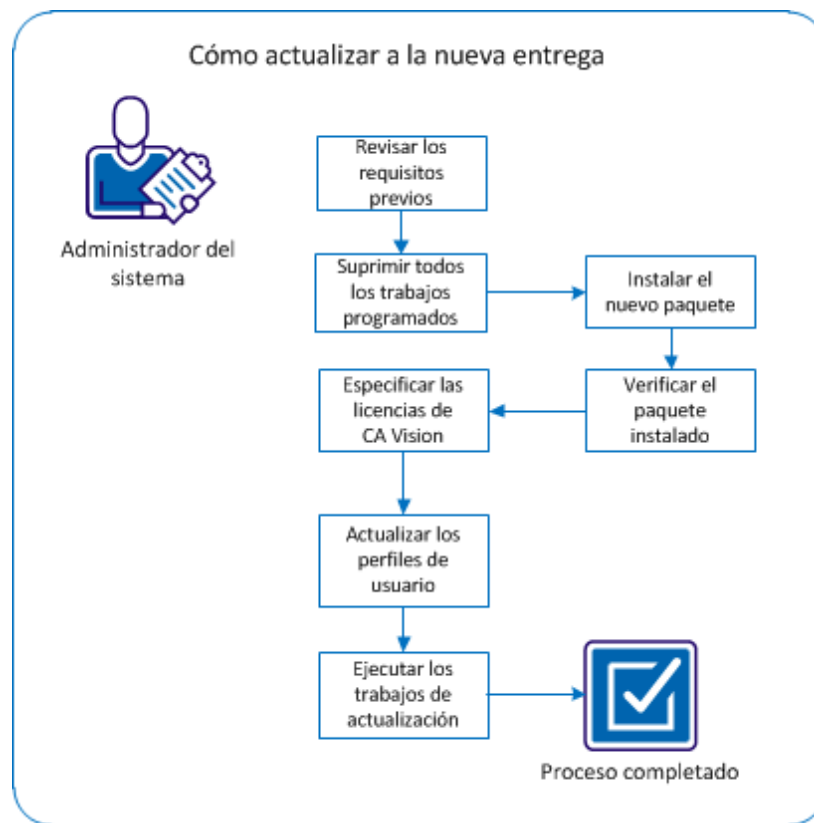 Cómo actualizar a la nueva entrega
Administrador del
sistema
Revisar los
requisitos
previos
Suprimir todos
los trabajos
programados
Instalar el
nuevo paquete
Verificar el
paquete
instalado
Especificar las
licencias de
CA Vision
Actualizar los
perfiles de
usuario
Ejecutar los
trabajos de
actualización
Proceso completado